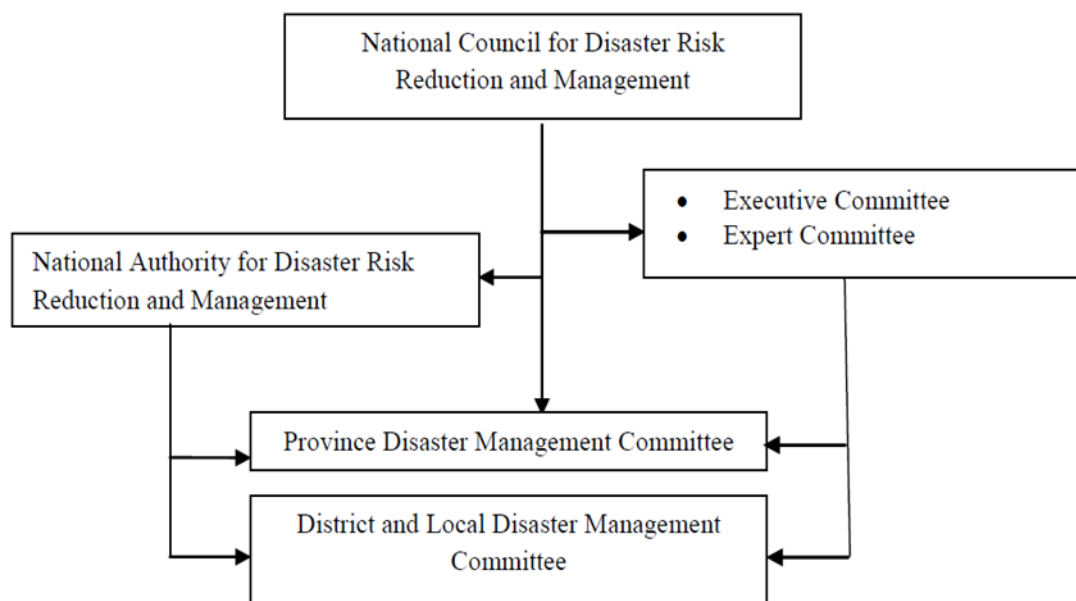 National Council for Disaster Risk
Reduction and Management
• Executive Committee
• Expert Committee
National Authority for Disaster Risk
Reduction and Management
Province Disaster Management Committee
District and Local Disaster Management
Committee